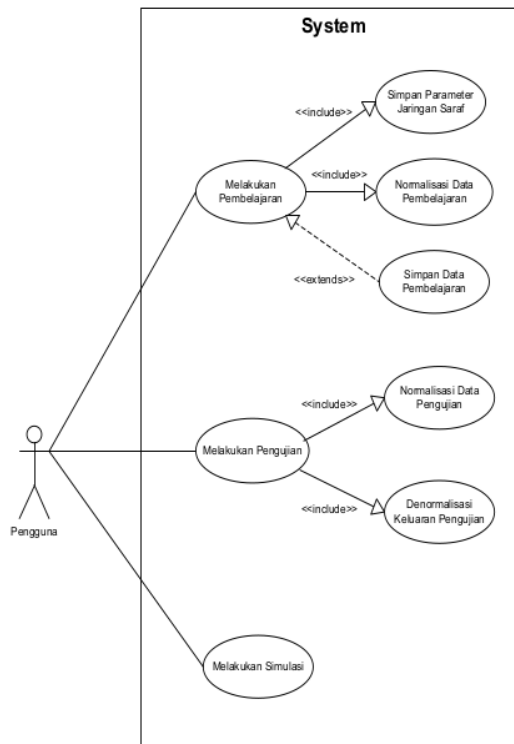 System
Simpan Parameter
Jaringan Saraf
<<include>>
Melakukan
Pembelajaran
<<include>>
Normalisasi Data
Pembelajaran
<<extends>>
Simpan Data
Pembelajaran
Normalisasi Data
Pengujian
<<include>>
Melakukan Pengujian
<<include>>
Denormalisasi
Keluaran Pengujian
Pengguna
Melakukan Simulasi